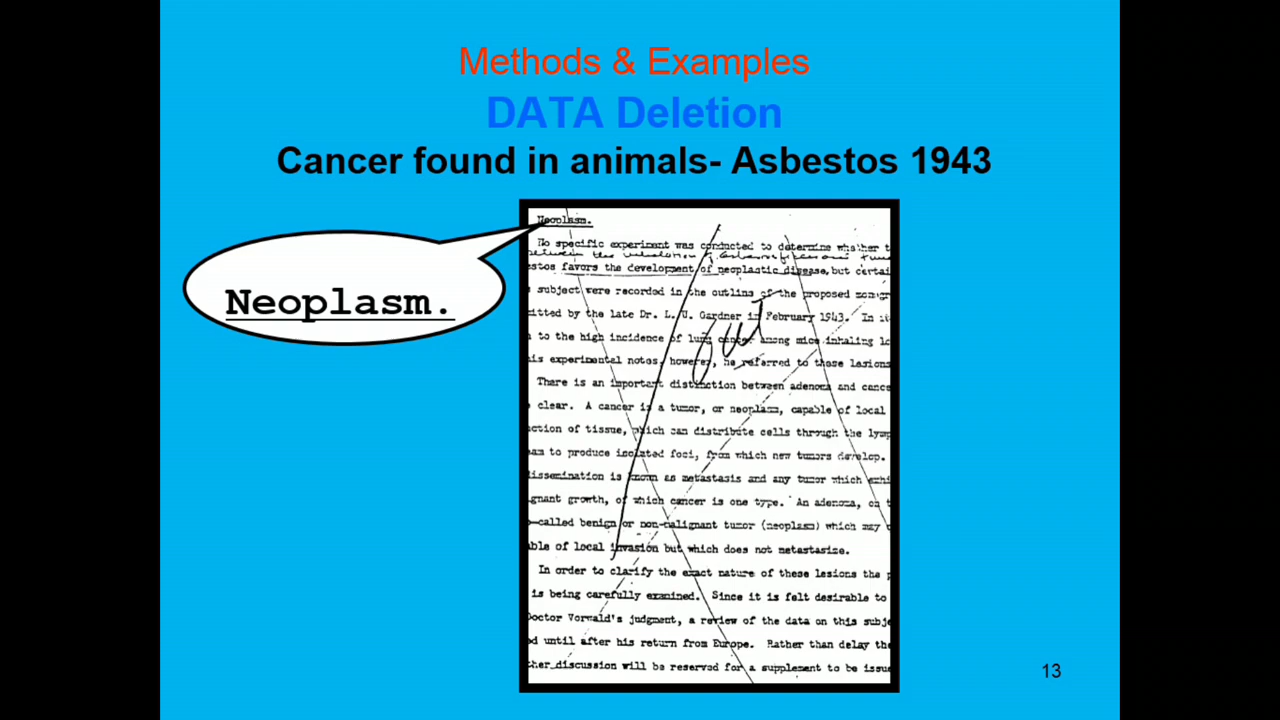 Methods & Examples
DATA Deletion
Cancer found in animals- Asbestos 1943
Neoplasm.
Neoplasm.
No specific experiment was conducted to determine whether t
between the inhalation of asbestos
estos favors the development of neoplastic disease, but certai
subject were recorded in the outline of the proposed
itted by the late Dr. L. U. Gardner in February 1943. In it
to the high incidence of lung cancer among mice inhaling lo
is experimental notes, however, he referred to these lesions
There is an important distinction between adenoma and cance
clear. A cancer is a tumor, or neoplasm, capable of local
ction of tissue, which can distribute cells through the lymp
eam to produce isolated foci, from which new tumors develop.
dissemination is known as metastasis and any tumor which exhi
gnant growth, of which cancer is one type. An adenoma, on t
o-called benign or non-malignant tumor (neoplasm) which may
ble of local invasion but which does not metastasize.
In order to clarify the exact nature of these lesions the p
is being carefully examined. Since it is felt desirable to
Doctor Vorwald's judgment, a review of the data on this subje
d until after his return from Europe. Rather than delay the
ther discussion will be reserved for a supplement to be issue
13